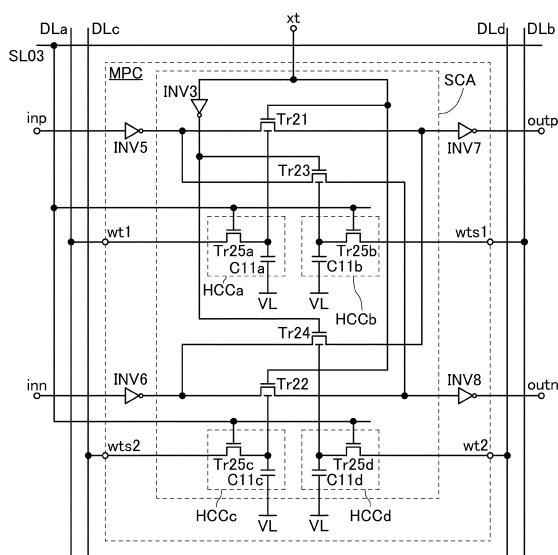 DLa DLc xt DLd DLb
SL03
MPC
INV3
SCA
inp
Tr21
outp
INV5
INV7
Tr23
wt1
wts1
Tr25a
Tr25b
C11a
C11b
HCCa
VL
VL
HCCb
Tr24
INV6
Tr22
INV8
inn
outn
wts2
wt2
Tr25c
Tr25d
C11c
C11d
HCCc
VL
VL
HCCd